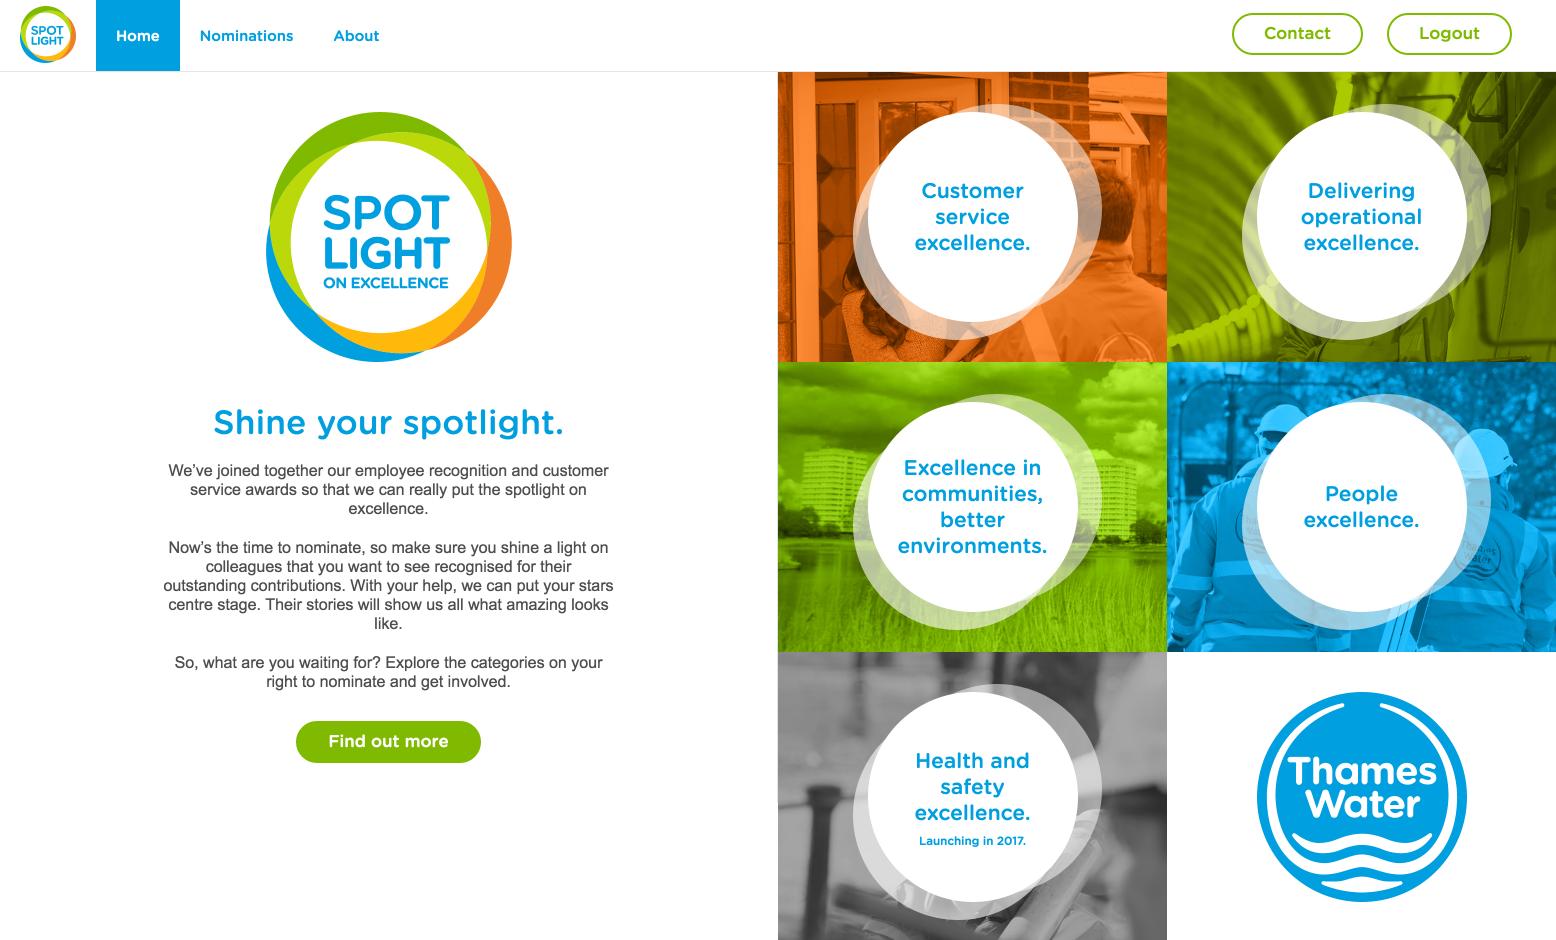 SPOT
LIGHT
Home
Nominations
About
Contact
Logout
SPOT
LIGHT
ON EXCELLENCE
Shine your spotlight.
We’ve joined together our employee recognition and customer
service awards so that we can really put the spotlight on
excellence.
Now’s the time to nominate, so make sure you shine a light on
colleagues that you want to see recognised for their
outstanding contributions. With your help, we can put your stars
centre stage. Their stories will show us all what amazing looks
like.
So, what are you waiting for? Explore the categories on your
right to nominate and get involved.
Find out more
Customer
service
excellence.
Thames
Delivering
operational
excellence.
Excellence in
communities,
better
environments.
People
excellence.
Thames
Water
Health and
safety
excellence.
Launching in 2017.
Thames
Water